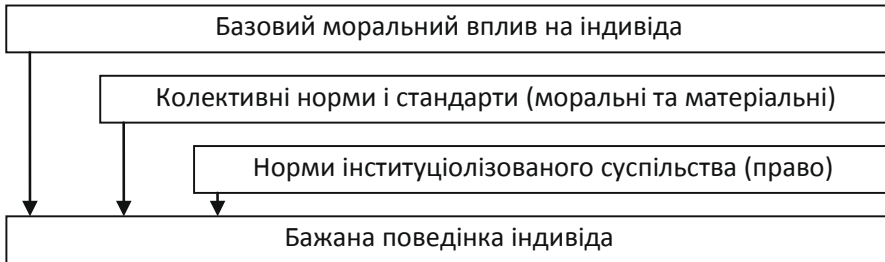 Базовий моральний вплив на індивіда
Колективні норми і стандарти (моральні та матеріальні)
Норми інституціолізованого суспільства (право)
Бажана поведінка індивіда